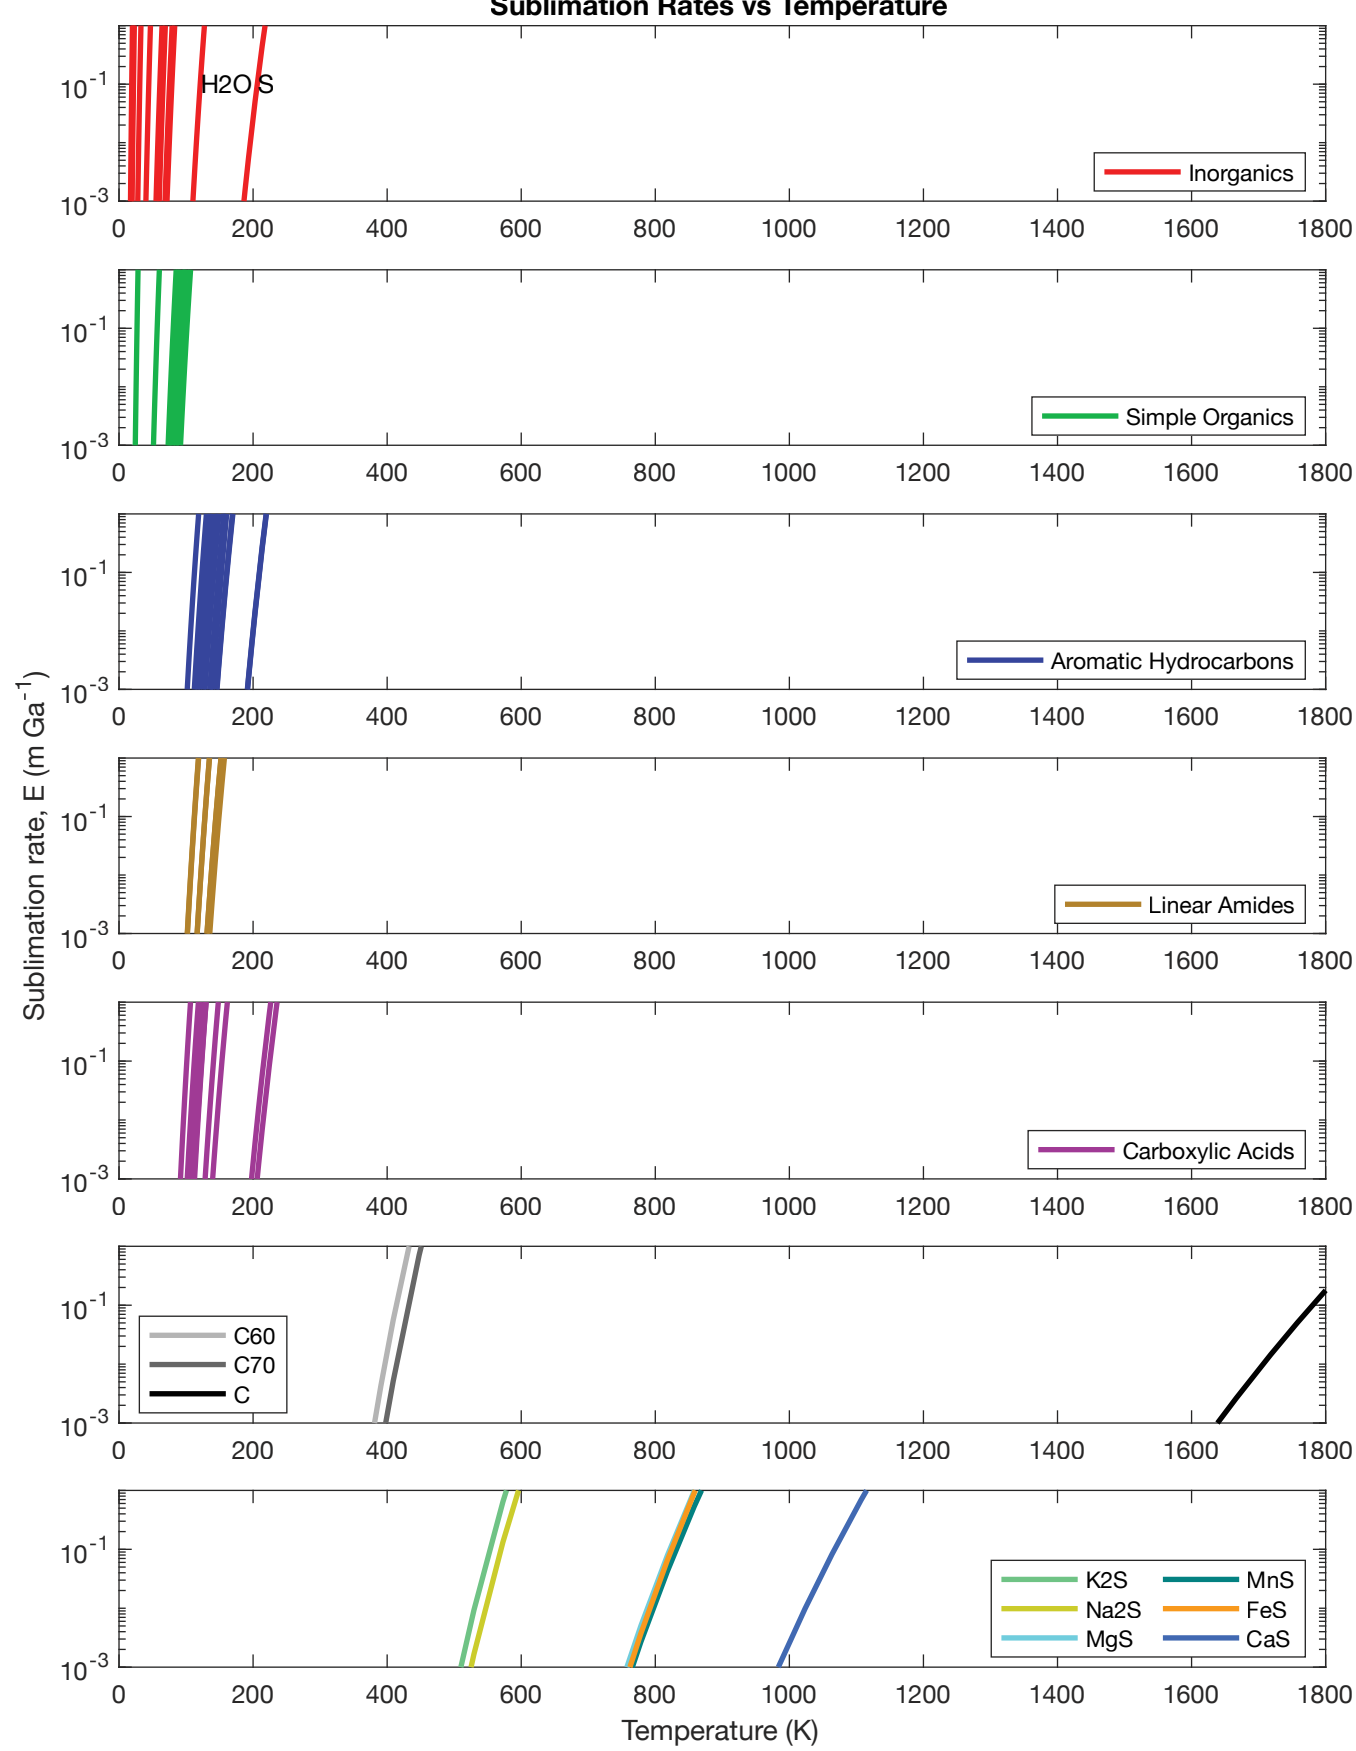 Sublimation Rates vs Temperature
10-1
H2O S
Inorganics
10-3
0 200 400 600 800 1000 1200 1400 1600 1800
10-1
Simple Organics
10-3
0 200 400 600 800 1000 1200 1400 1600 1800
10-1
Aromatic Hydrocarbons
10-3
0 200 400 600 800 1000 1200 1400 1600 1800
Sublimation rate, E (m Ga-1)
10-1
Linear Amides
10-3
0 200 400 600 800 1000 1200 1400 1600 1800
10-1
Carboxylic Acids
10-3
0 200 400 600 800 1000 1200 1400 1600 1800
10-1
C60
C70
C
10-3
0 200 400 600 800 1000 1200 1400 1600 1800
10-1
K2S MnS
Na2S FeS
MgS CaS
10-3
0 200 400 600 800 1000 1200 1400 1600 1800
Temperature (K)